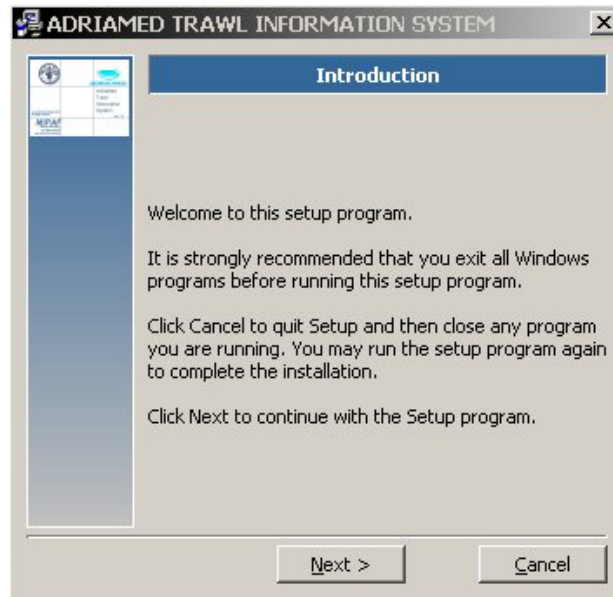 ADRIAMED TRAWL INFORMATION SYSTEM
Introduction
MiPAF
Welcome to this setup program.
It is strongly recommended that you exit all Windows
programs before running this setup program.
Click Cancel to quit Setup and then close any program
you are running. You may run the setup program again
to complete the installation.
Click Next to continue with the Setup program.
Next >
Cancel